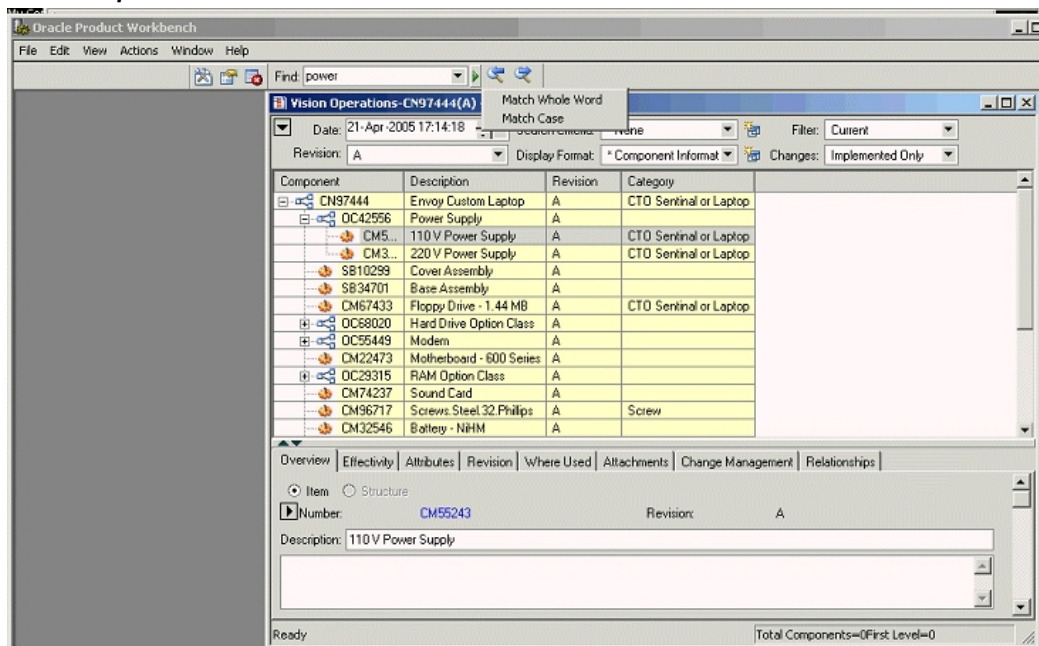 Oracle Product Workbench
File Edit View Actions Window Help
Find: power
Match Whole Word
Match Case
Vision Operations-CN97444(A)
Date: 21-Apr-2005 17:14:18 Filter: Current
Revision: A Display Format: * Component Informat Changes: Implemented Only
Component Description Revision Category
CN97444 Envoy Custom Laptop A CTO Sentinal or Laptop
OC42556 Power Supply A
CM5... 110 V Power Supply A CTO Sentinal or Laptop
CM3... 220 V Power Supply A CTO Sentinal or Laptop
SB10299 Cover Assembly A
SB34701 Base Assembly A
CM67433 Floppy Drive - 1.44 MB A CTO Sentinal or Laptop
OC68020 Hard Drive Option Class A
OC55449 Modem A
CM22473 Motherboard - 600 Series A
OC29315 RAM Option Class A
CM74237 Sound Card A
CM96717 Screws.Steel.32.Phillips A Screw
CM32546 Battery - NiHM A
Overview Effectivity Attributes Revision Where Used Attachments Change Management Relationships
Item Structure
Number: CM55243 Revision: A
Description: 110 V Power Supply
Ready Total Components=0First Level=0